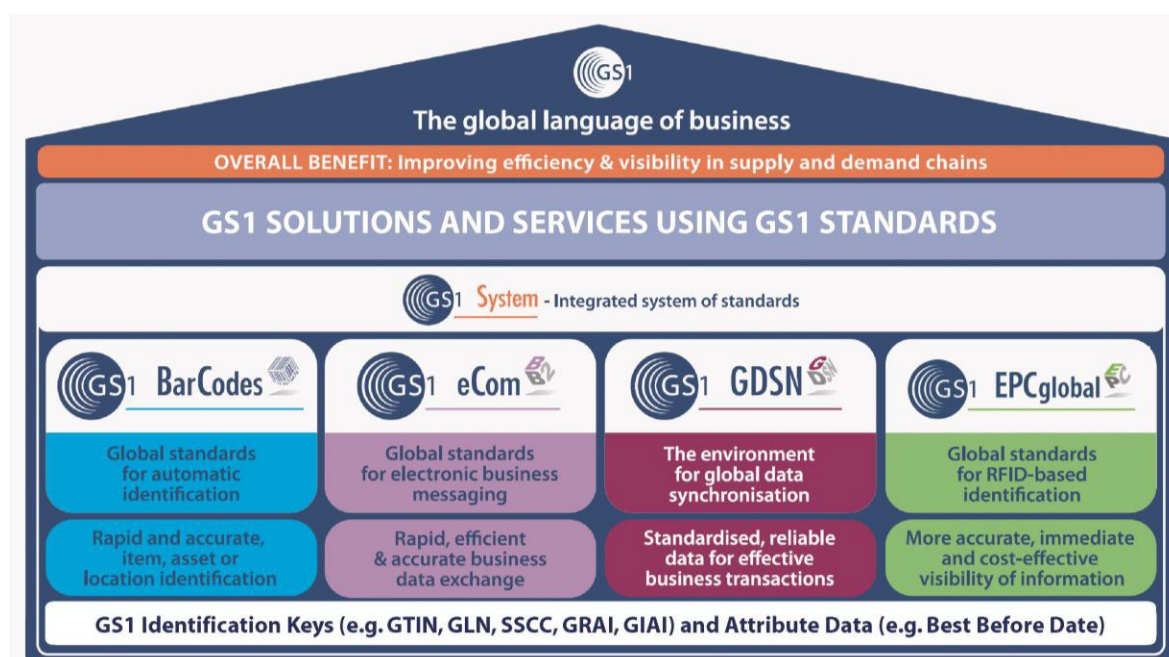 GS1
The global language of business
OVERALL BENEFIT: Improving efficiency & visibility in supply and demand chains
GS1 SOLUTIONS AND SERVICES USING GS1 STANDARDS
GS1 System - Integrated system of standards
GS1 BarCodes
Global standards
for automatic
identification
Rapid and accurate,
item, asset or
location identification
GS1 eCom B2B
Global standards
for electronic business
messaging
Rapid, efficient
& accurate business
data exchange
GS1 GDSN GDSN
The environment
for global data
synchronisation
Standardised, reliable
data for effective
business transactions
GS1 EPCglobal EPC
Global standards
for RFID-based
identification
More accurate, immediate
and cost-effective
visibility of information
GS1 Identification Keys (e.g. GTIN, GLN, SSCC, GRAI, GIAI) and Attribute Data (e.g. Best Before Date)